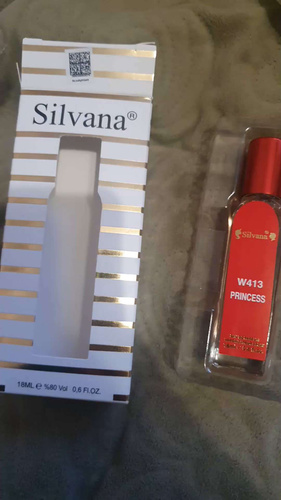 Silvana®
18ML ℮ %80 Vol 0,6 Fl.OZ.
Silvana
W413
PRINCESS